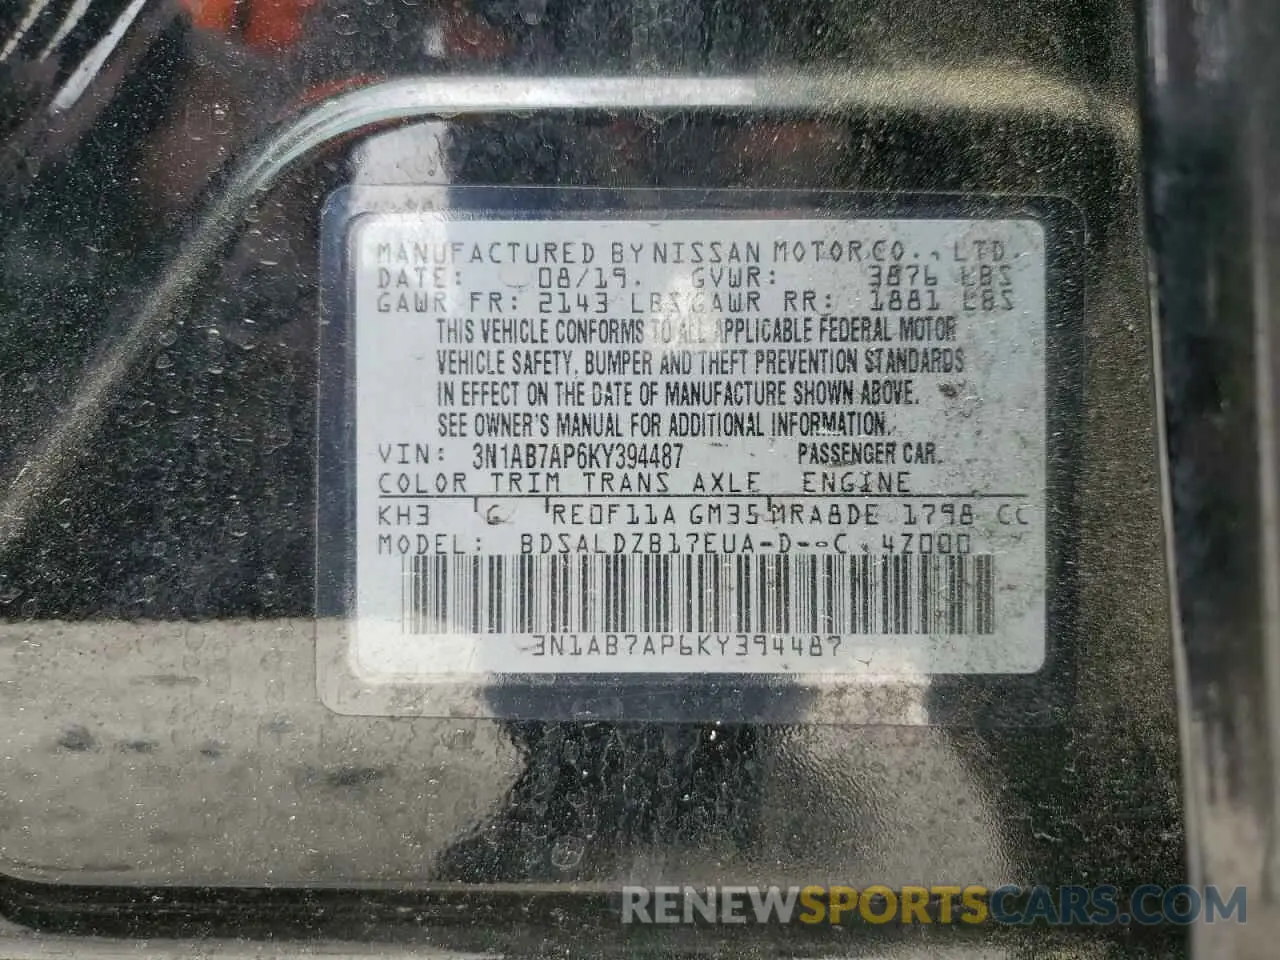 MANUFACTURED BY NISSAN MOTOR CO., LTD.
DATE: 08/19. GVWR: 3876 LBS
GAWR FR: 2143 LBS GAWR RR: 1881 LBS
THIS VEHICLE CONFORMS TO ALL APPLICABLE FEDERAL MOTOR
VEHICLE SAFETY, BUMPER AND THEFT PREVENTION STANDARDS
IN EFFECT ON THE DATE OF MANUFACTURE SHOWN ABOVE.
SEE OWNER'S MANUAL FOR ADDITIONAL INFORMATION.
VIN: 3N1AB7AP6KY394487 PASSENGER CAR.
COLOR TRIM TRANS AXLE ENGINE
KH3 G RE0F11A GM35 MRA8DE 1798 CC
MODEL: BDSALDZB17EUA-D--C
3N1AB7AP6KY394487
RENEWSPORTSCARS.COM